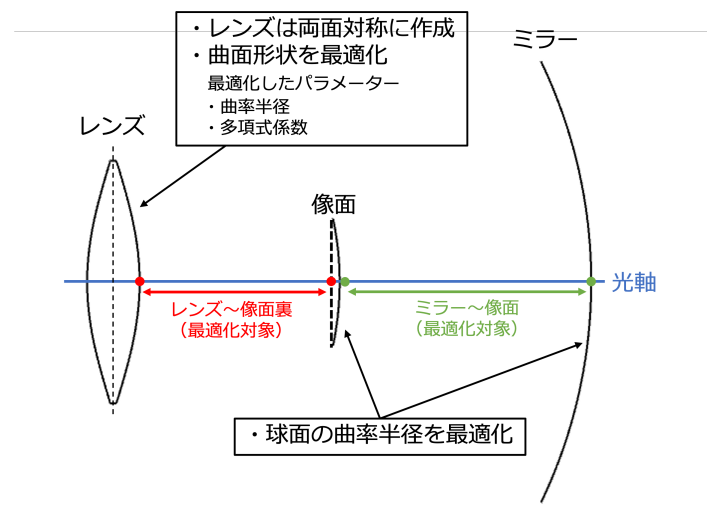 ・レンズは両面対称に作成
・曲面形状を最適化
最適化したパラメーター
・曲率半径
・多項式係数
ミラー
レンズ
像面
光軸
レンズ～像面裏
（最適化対象）
ミラー～像面
（最適化対象）
・球面の曲率半径を最適化